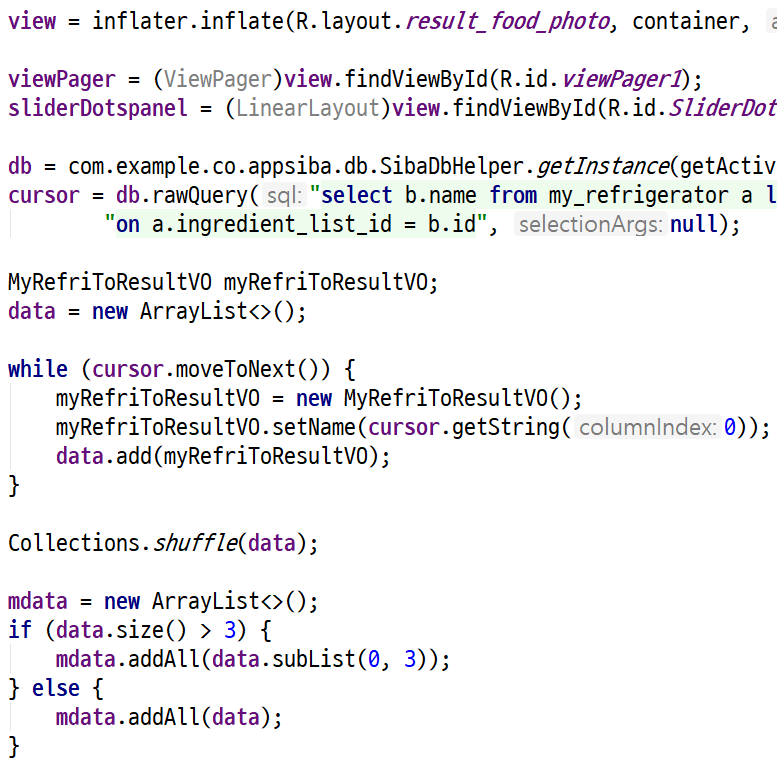 view = inflater.inflate(R.layout.result_food_photo, container, a
viewPager = (ViewPager)view.findViewById(R.id.viewPager1);
sliderDotspanel = (LinearLayout)view.findViewById(R.id.SliderDot
db = com.example.co.appsiba.db.SibaDbHelper.getInstance(getActiv
cursor = db.rawQuery( sql: "select b.name from my_refrigerator a l
"on a.ingredient_list_id = b.id", selectionArgs: null);
MyRefriToResultVO myRefriToResultVO;
data = new ArrayList<>();
while (cursor.moveToNext()) {
myRefriToResultVO = new MyRefriToResultVO();
myRefriToResultVO.setName(cursor.getString( columnIndex: 0));
data.add(myRefriToResultVO);
}
Collections.shuffle(data);
mdata = new ArrayList<>();
if (data.size() > 3) {
mdata.addAll(data.subList(0, 3));
} else {
mdata.addAll(data);
}